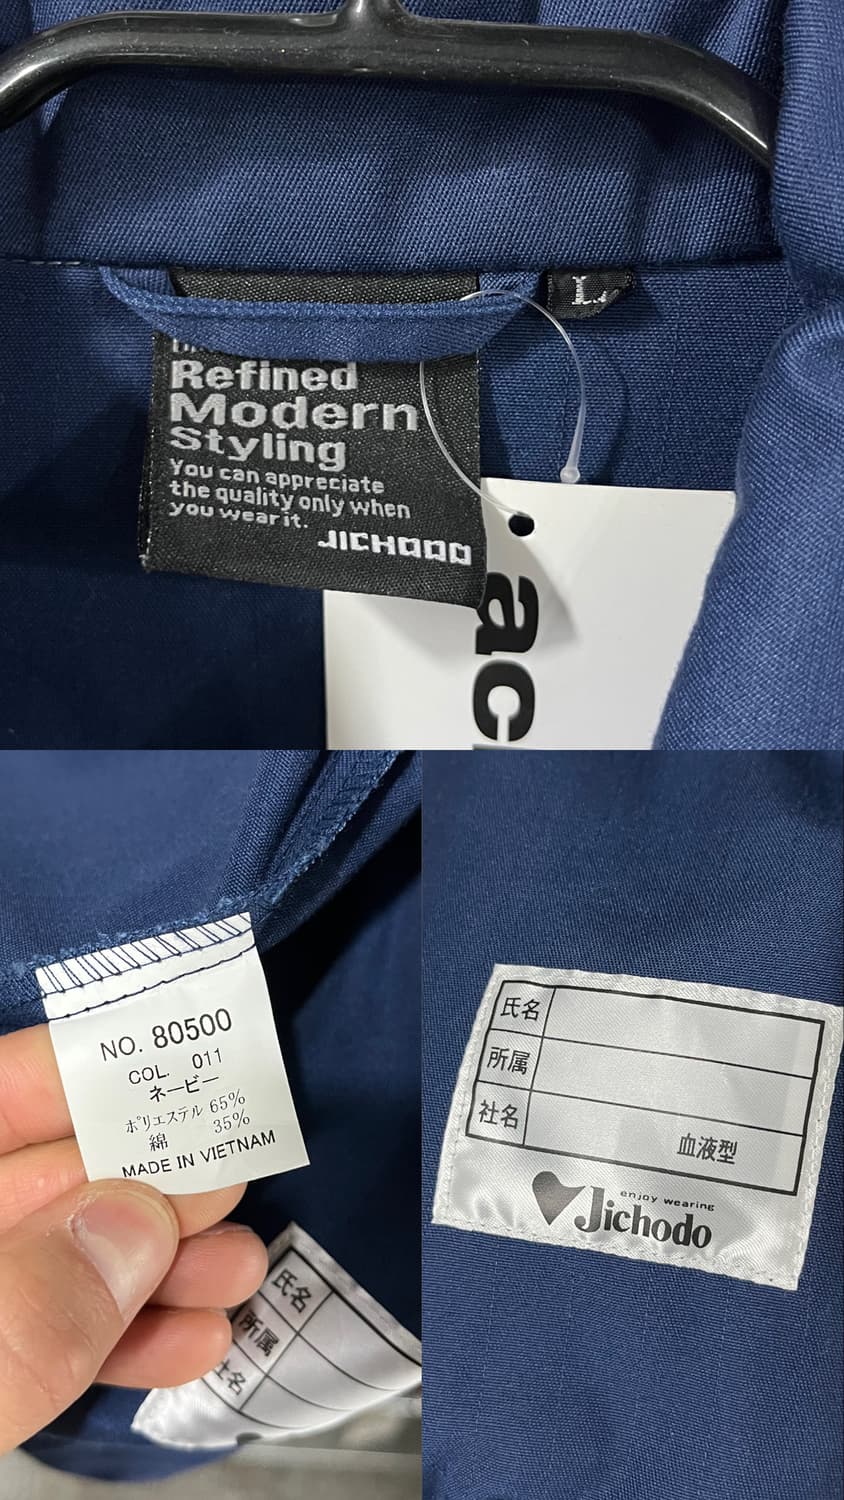 L
Refined
Modern
Styling
You can appreciate
the quality only when
you wear it.
JICHODO
ac
NO. 80500
COL. 011
ネービー
ポリエステル 65%
綿 35%
MADE IN VIETNAM
氏名
所属
社名
氏名
所属
社名
血液型
enjoy wearing
Jichodo